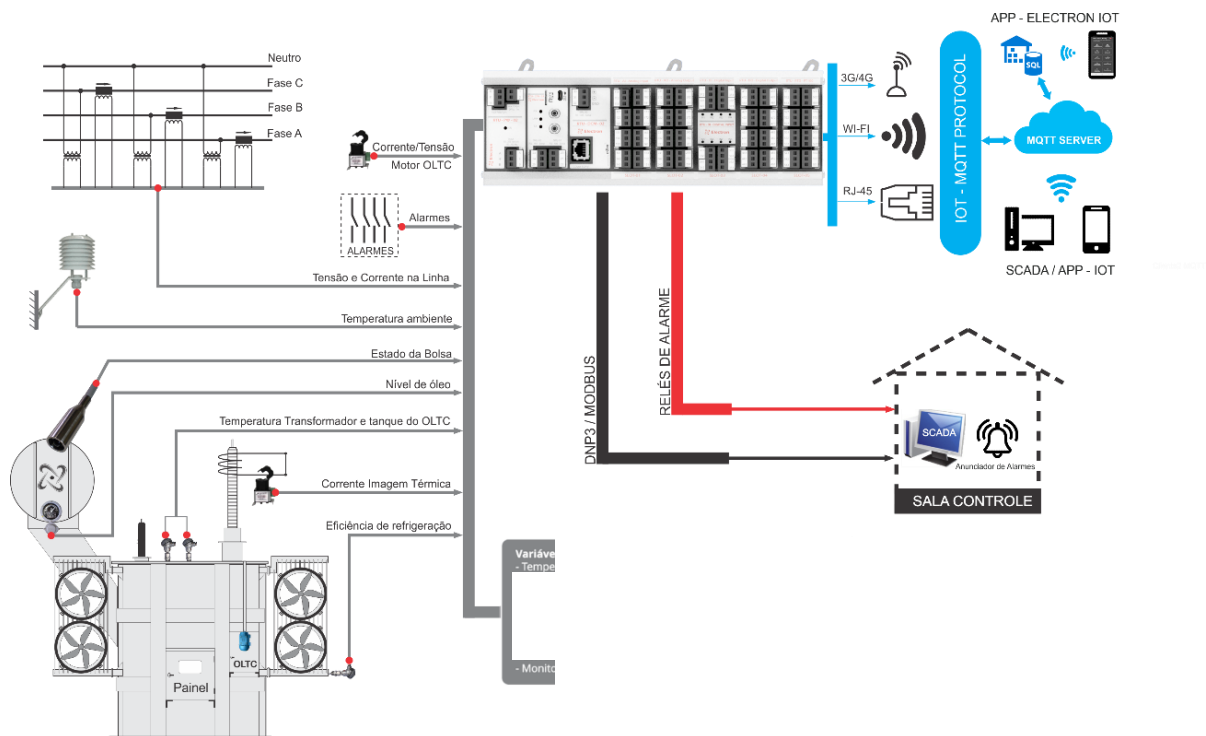 APP - ELECTRON IOT
SQL
MQTT SERVER
SCADA / APP - IOT
IOT - MQTT PROTOCOL
3G/4G
WI-FI
RJ-45
Neutro
Fase C
Fase B
Fase A
Corrente/Tensão
Motor OLTC
Alarmes
ALARMES
Tensão e Corrente na Linha
Temperatura ambiente
Estado da Bolsa
Nível de óleo
Temperatura Transformador e tanque do OLTC
Corrente Imagem Térmica
Eficiência de refrigeração
OLTC
Painel
Variáve
- Tempe
- Monito
DNP3 / MODBUS
RELÉS DE ALARME
SCADA
Anunciador de Alarmes
SALA CONTROLE